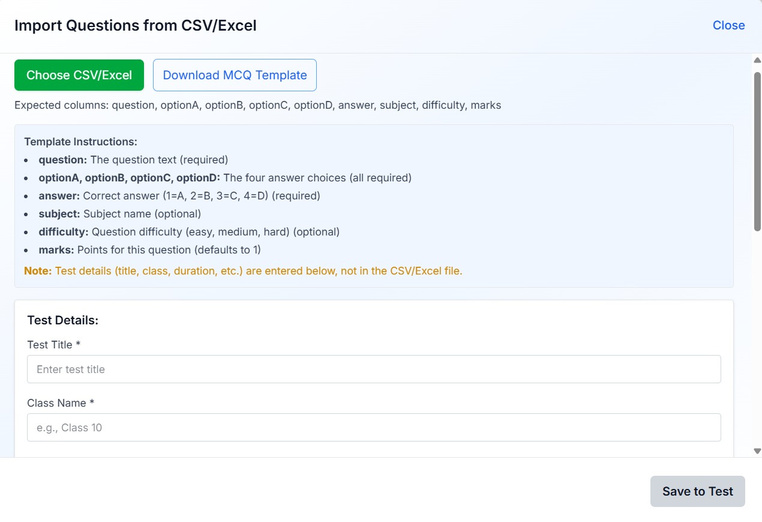 Import Questions from CSV/Excel
Close
Choose CSV/Excel
Download MCQ Template
Expected columns: question, optionA, optionB, optionC, optionD, answer, subject, difficulty, marks
Template Instructions:
• question: The question text (required)
• optionA, optionB, optionC, optionD: The four answer choices (all required)
• answer: Correct answer (1=A, 2=B, 3=C, 4=D) (required)
• subject: Subject name (optional)
• difficulty: Question difficulty (easy, medium, hard) (optional)
• marks: Points for this question (defaults to 1)
Note: Test details (title, class, duration, etc.) are entered below, not in the CSV/Excel file.
Test Details:
Test Title *
Enter test title
Class Name *
e.g., Class 10
Save to Test